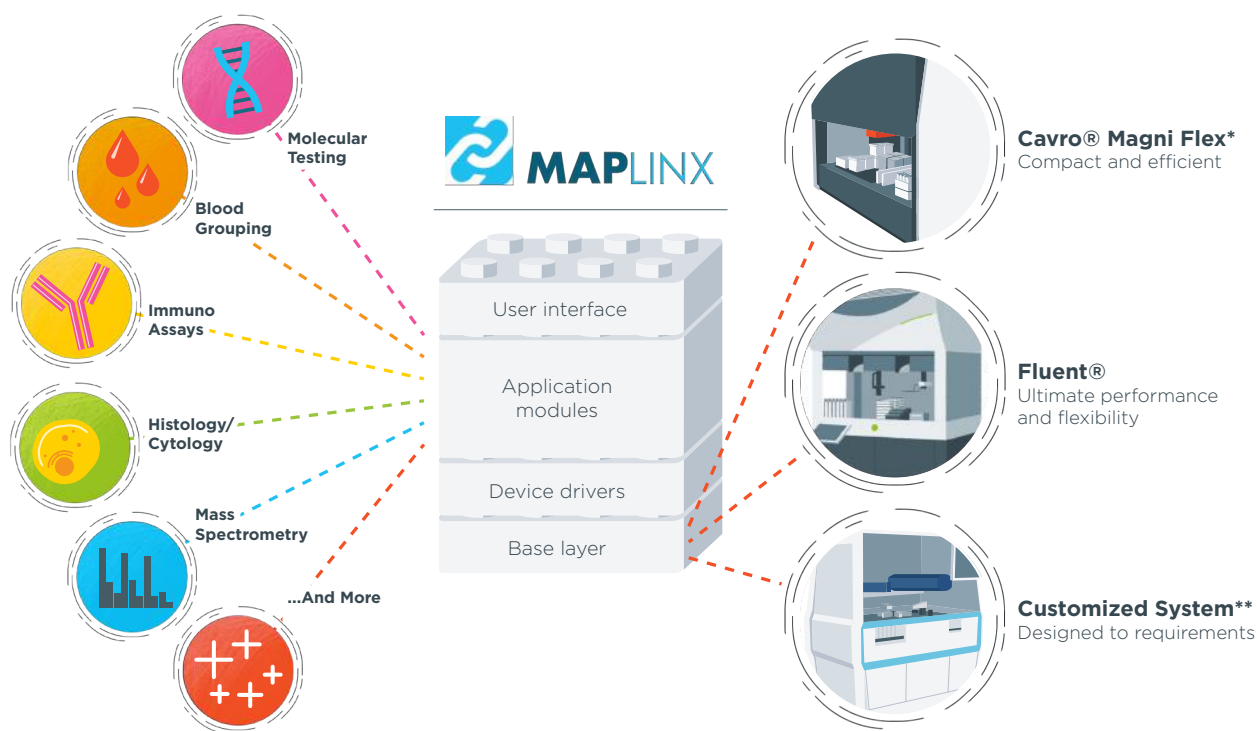 Molecular
Testing
Blood
Grouping
Immuno
Assays
Histology/
Cytology
Mass
Spectrometry
...And More
MAPLINX
User interface
Application
modules
Device drivers
Base layer
Cavro® Magni Flex*
Compact and efficient
Fluent®
Ultimate performance
and flexibility
Customized System**
Designed to requirements